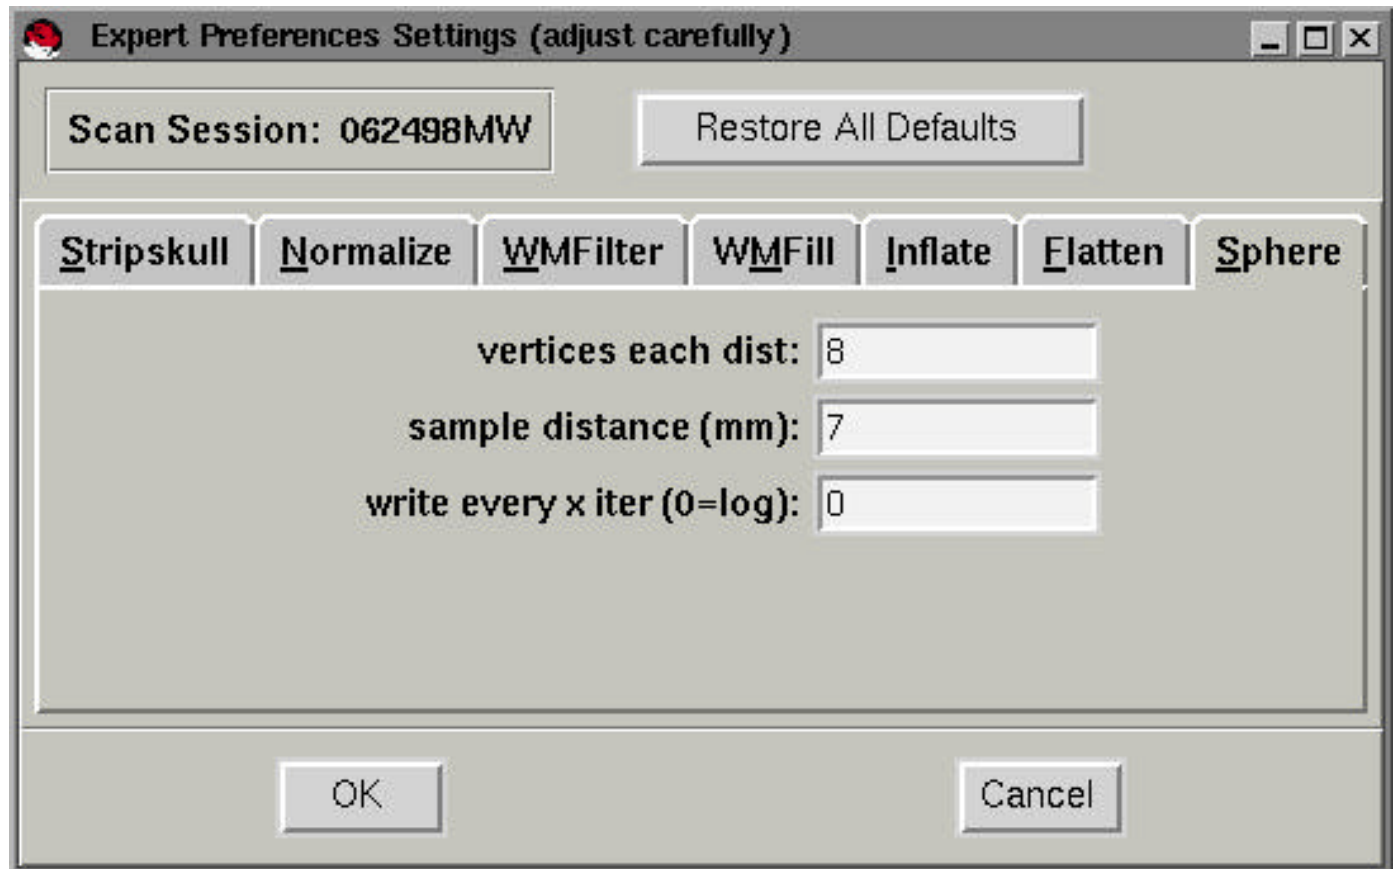 Expert Preferences Settings (adjust carefully)
Scan Session: 062498MW
Restore All Defaults
Stripskull Normalize WMFilter WMFill Inflate Flatten Sphere
vertices each dist: 8
sample distance (mm): 7
write every x iter (0=log): 0
OK Cancel